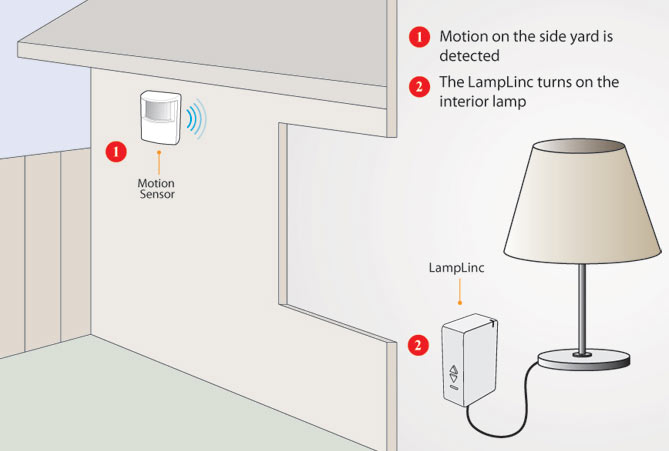 1 Motion on the side yard is
detected
2 The LampLinc turns on the
interior lamp
1
Motion
Sensor
LampLinc
2